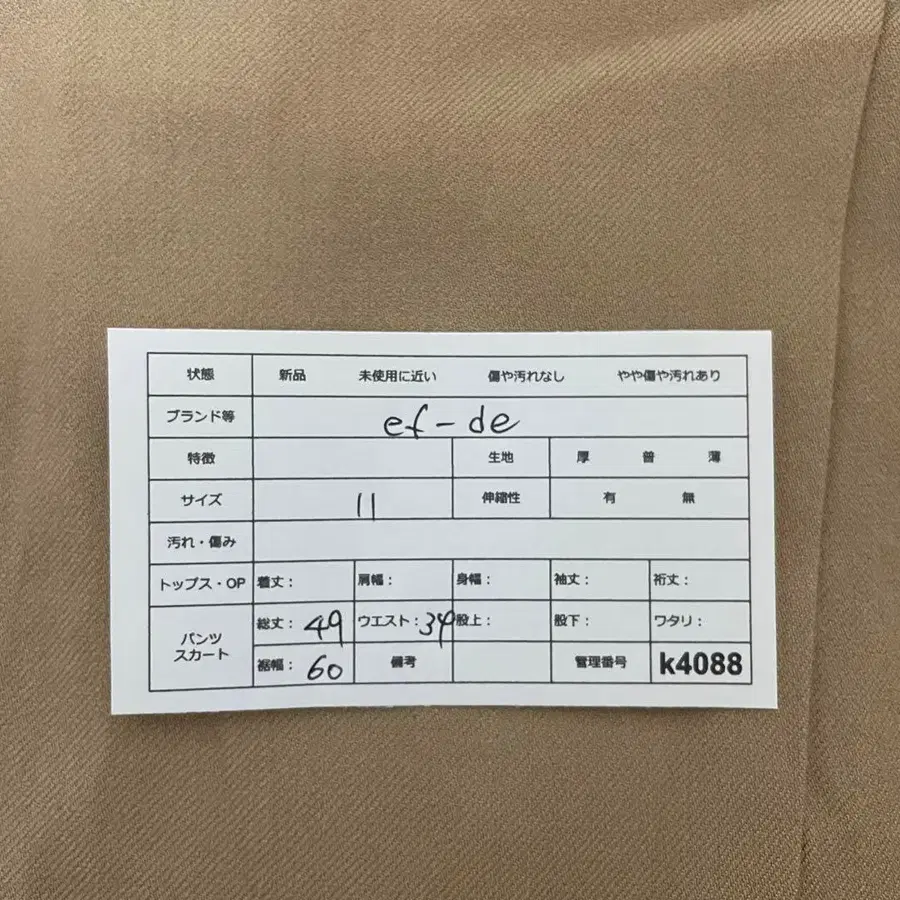 状態 新品 未使用に近い 傷や汚れなし やや傷や汚れあり
ブランド等 ef-de
特徴 生地 厚 普 薄
サイズ 11 伸縮性 有 無
汚れ・傷み
トップス・OP 着丈： 肩幅： 身幅： 袖丈： 裄丈：
パンツ スカート 総丈：49 ウエスト：34 股上： 股下： ワタリ：
裾幅：60 備考 管理番号 k4088